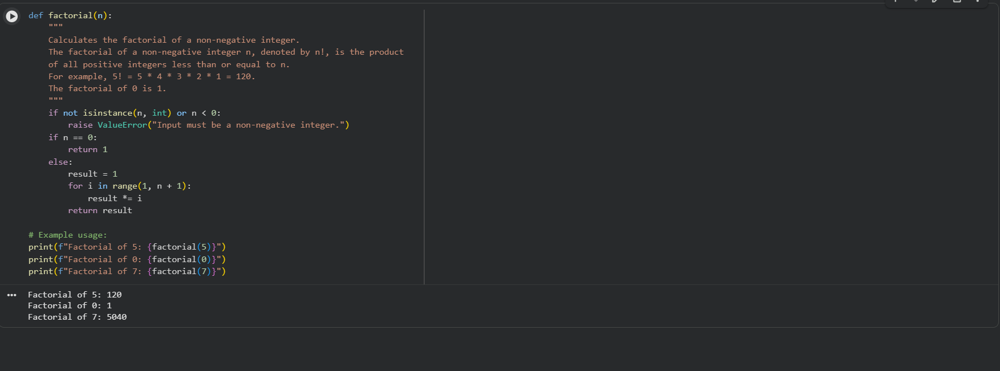 def factorial(n):
    """
    Calculates the factorial of a non-negative integer.
    The factorial of a non-negative integer n, denoted by n!, is the product
    of all positive integers less than or equal to n.
    For example, 5! = 5 * 4 * 3 * 2 * 1 = 120.
    The factorial of 0 is 1.
    """
    if not isinstance(n, int) or n < 0:
        raise ValueError("Input must be a non-negative integer.")
    if n == 0:
        return 1
    else:
        result = 1
        for i in range(1, n + 1):
            result *= i
        return result

# Example usage:
print(f"Factorial of 5: {factorial(5)}")
print(f"Factorial of 0: {factorial(0)}")
print(f"Factorial of 7: {factorial(7)}")
Factorial of 5: 120
Factorial of 0: 1
Factorial of 7: 5040